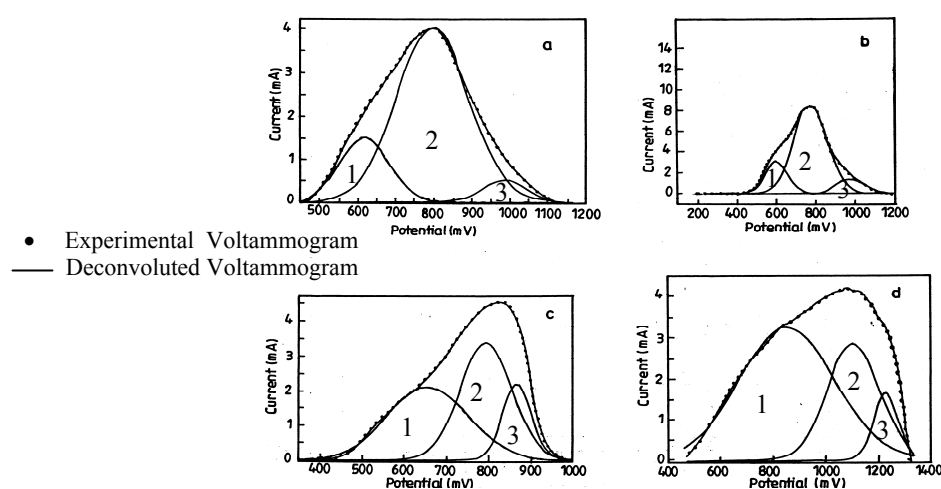 a
4
3
2
1
0
Current (mA)
1
2
3
450 600 700 800 900 1000 1200
Potential (mV)
b
14
12
10
8
6
4
2
0
Current (mA)
1
2
3
200 400 600 800 1000 1200
Potential (mV)
• Experimental Voltammogram
— Deconvoluted Voltammogram
c
4
3
2
1
0
Current (mA)
1
2
3
400 500 600 700 800 900 1000
Potential (mV)
d
4
3
2
1
0
Current (mA)
1
2
3
400 600 800 1000 1200 1400
Potential (mV)